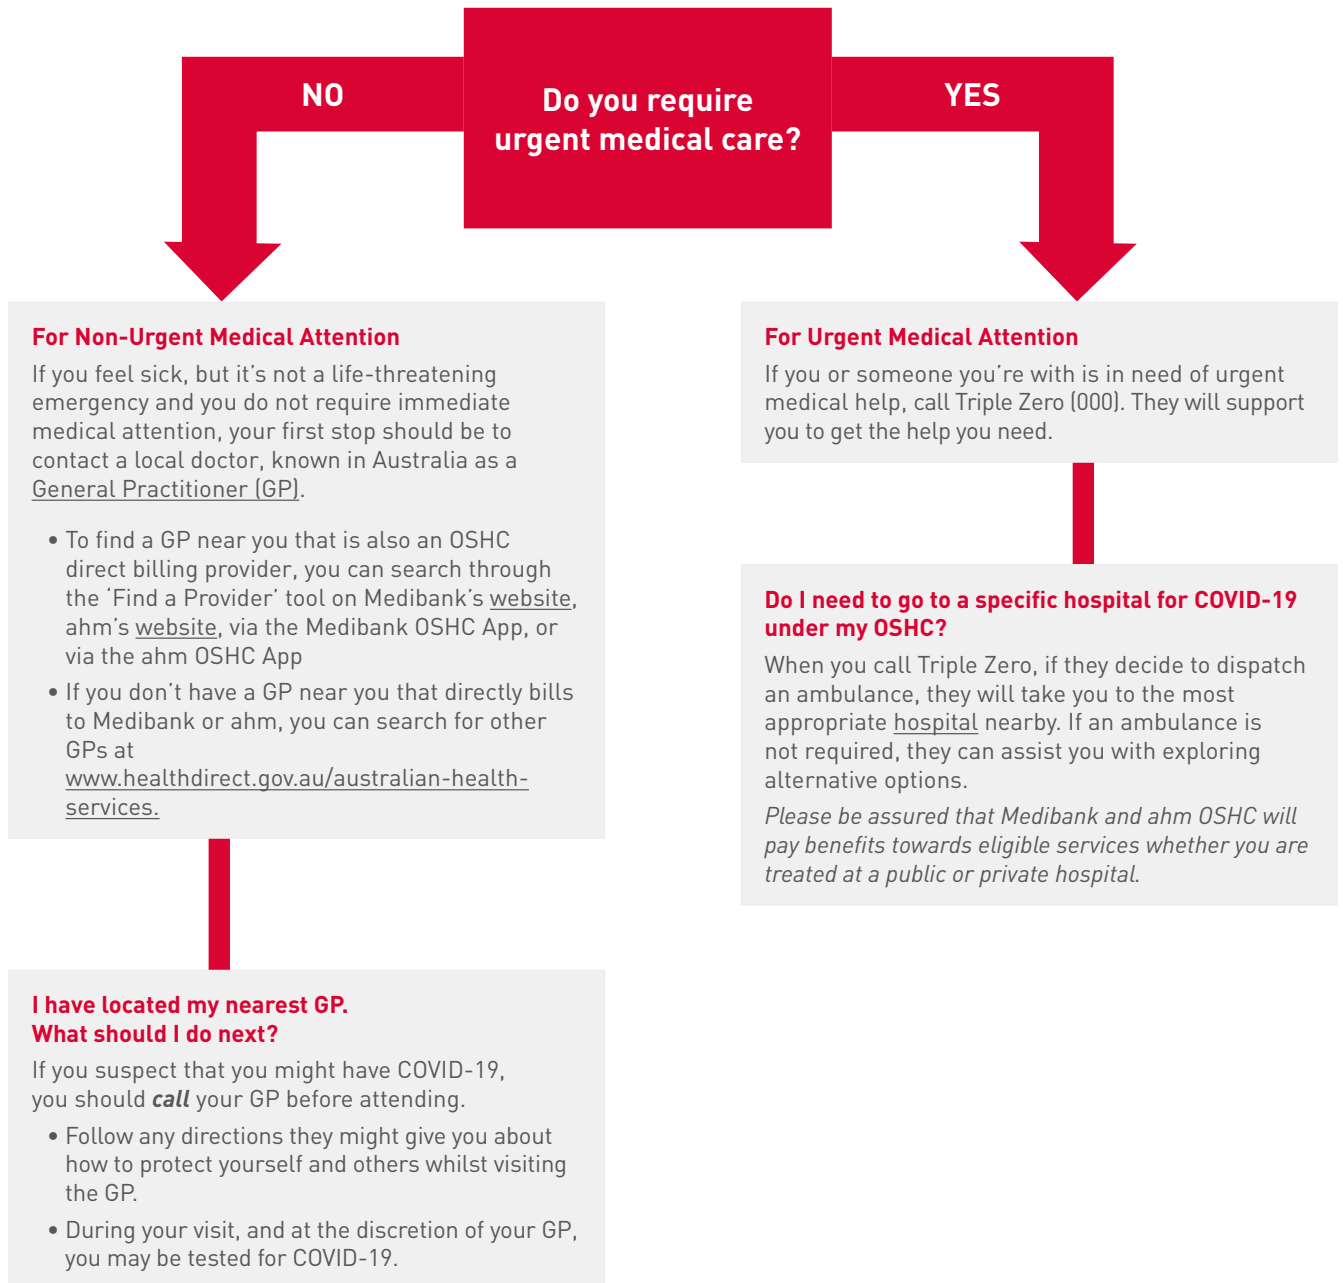 NO
Do you require
urgent medical care?
YES
For Non-Urgent Medical Attention
If you feel sick, but it's not a life-threatening
emergency and you do not require immediate
medical attention, your first stop should be to
contact a local doctor, known in Australia as a
General Practitioner (GP).
• To find a GP near you that is also an OSHC
direct billing provider, you can search through
the ‘Find a Provider’ tool on Medibank's website,
ahm's website, via the Medibank OSHC App, or
via the ahm OSHC App
• If you don't have a GP near you that directly bills
to Medibank or ahm, you can search for other
GPs at
www.healthdirect.gov.au/australian-health-
services.
I have located my nearest GP.
What should I do next?
If you suspect that you might have COVID-19,
you should call your GP before attending.
• Follow any directions they might give you about
how to protect yourself and others whilst visiting
the GP.
• During your visit, and at the discretion of your GP,
you may be tested for COVID-19.
For Urgent Medical Attention
If you or someone you're with is in need of urgent
medical help, call Triple Zero (000). They will support
you to get the help you need.
Do I need to go to a specific hospital for COVID-19
under my OSHC?
When you call Triple Zero, if they decide to dispatch
an ambulance, they will take you to the most
appropriate hospital nearby. If an ambulance is
not required, they can assist you with exploring
alternative options.
Please be assured that Medibank and ahm OSHC will
pay benefits towards eligible services whether you are
treated at a public or private hospital.